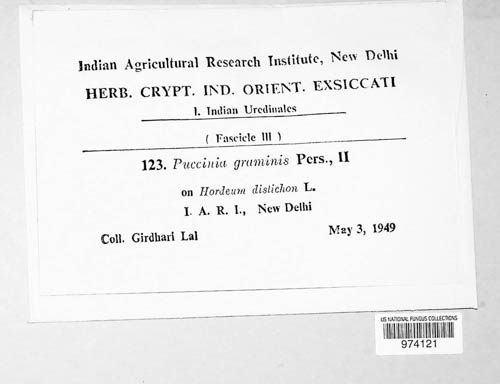 Indian Agricultural Research Institute, New Delhi
HERB. CRYPT. IND. ORIENT. EXSICCATI
I. Indian Uredinales
( Fascicle III )
123. Puccinia graminis Pers., II
on Hordeum distichon L.
I. A. R. I., New Delhi
Coll. Girdhari Lal May 3, 1949
US NATIONAL FUNGUS COLLECTIONS
974121